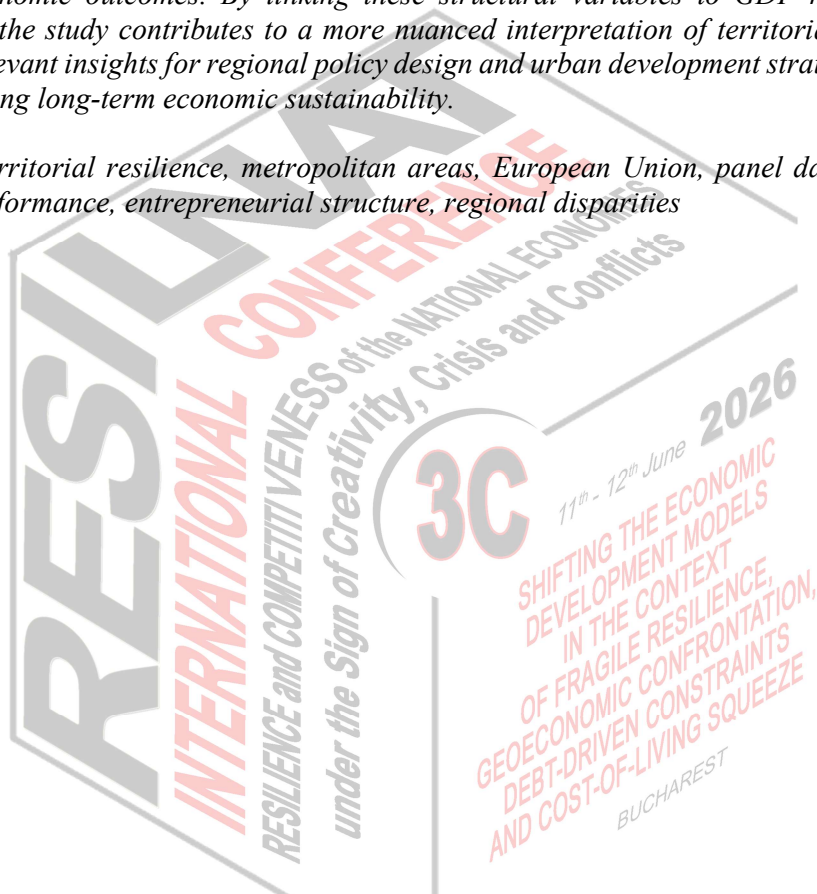 onomic outcomes. By linking these structural variables to GDP
the study contributes to a more nuanced interpretation of territoria
evant insights for regional policy design and urban development stra
ng long-term economic sustainability.
rritorial resilience, metropolitan areas, European Union, panel da
formance, entrepreneurial structure, regional disparities
RESILNAT
INTERNATIONAL CONFERENCE
RESILIENCE and COMPETITIVENESS of the NATIONAL ECONOMIES
under the Sign of Creativity, Crisis and Conflicts
3C
11th - 12th June 2026
SHIFTING THE ECONOMIC
DEVELOPMENT MODELS
IN THE CONTEXT
OF FRAGILE RESILIENCE,
GEOECONOMIC CONFRONTATION,
DEBT-DRIVEN CONSTRAINTS
AND COST-OF-LIVING SQUEEZE
BUCHAREST